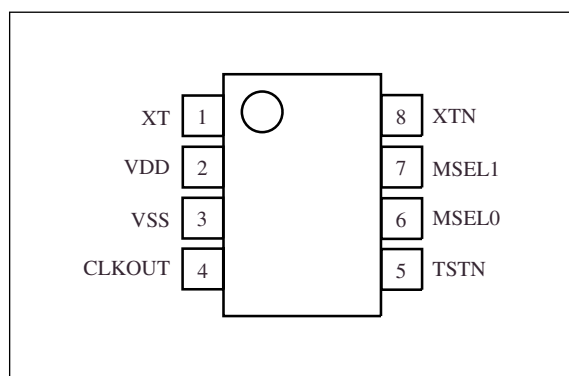 XT 1 8 XTN
VDD 2 7 MSEL1
VSS 3 6 MSEL0
CLKOUT 4 5 TSTN